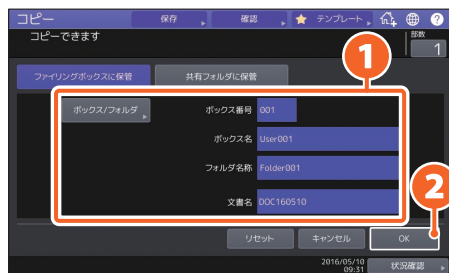 コピー 保存 確認 テンプレート ?
コピーできます 部数
1
ファイリングボックスに保管 共有フォルダに保管
1
ボックス/フォルダ ボックス番号 001
ボックス名 User001
フォルダ名称 Folder001
文書名 DOC160510
2
リセット キャンセル OK
2016/05/10
09:31 状況確認